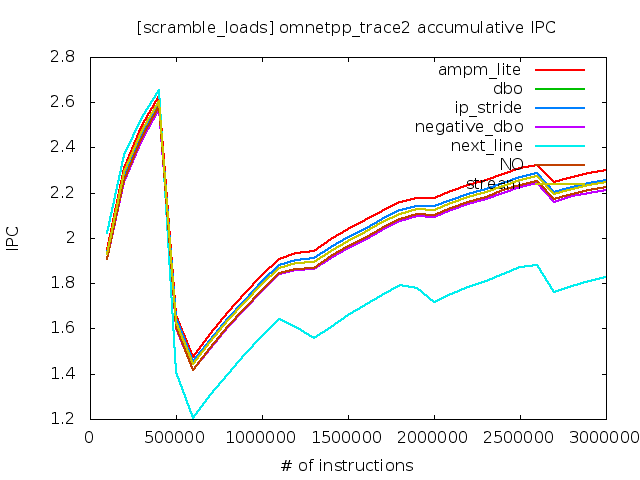 [scramble_loads] omnetpp_trace2 accumulative IPC
2.8
2.6
2.4
2.2
2
1.8
1.6
1.4
1.2
IPC
ampm_lite
dbo
ip_stride
negative_dbo
next_line
NO
stream
0 500000 1000000 1500000 2000000 2500000 3000000
# of instructions